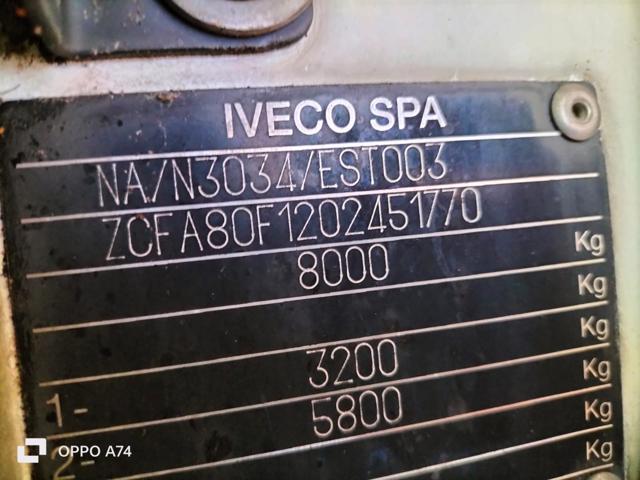 IVECO SPA
NA/N3034/EST003
ZCFA80F1202451770
8000 Kg
Kg
Kg
1- 3200 Kg
2- 5800 Kg
Kg
OPPO A74